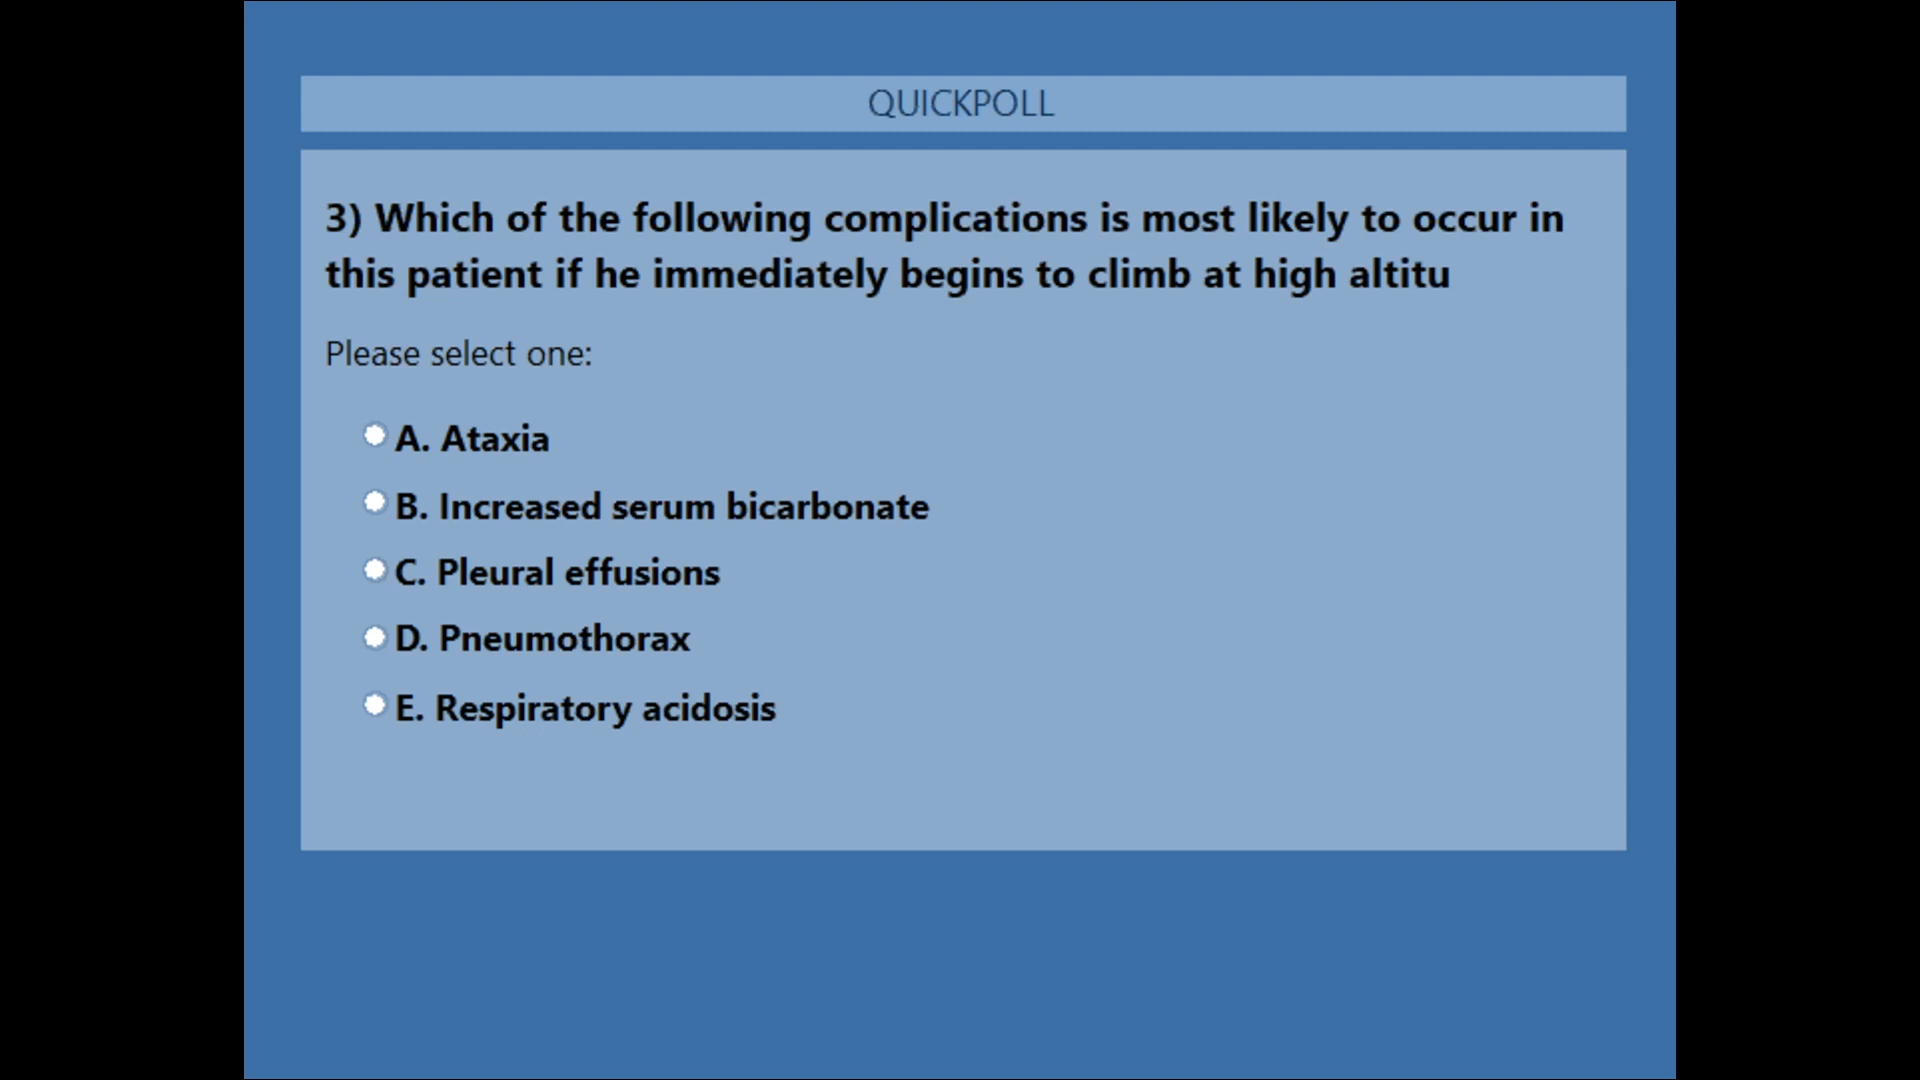 QUICKPOLL
3) Which of the following complications is most likely to occur in
this patient if he immediately begins to climb at high altitu
Please select one:
A. Ataxia
B. Increased serum bicarbonate
C. Pleural effusions
D. Pneumothorax
E. Respiratory acidosis